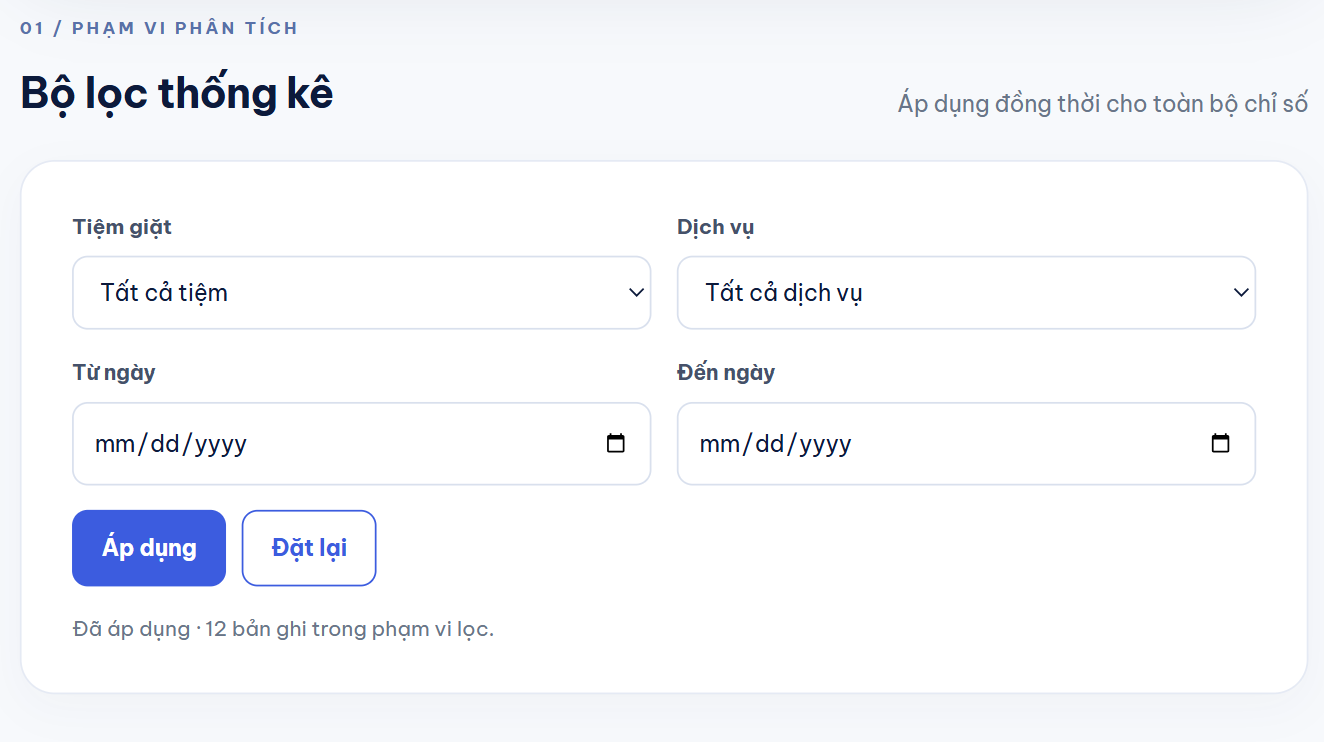 01 / PHẠM VI PHÂN TÍCH
Bộ lọc thống kê
Áp dụng đồng thời cho toàn bộ chỉ số
Tiệm giặt
Dịch vụ
Tất cả tiệm
Tất cả dịch vụ
Từ ngày
Đến ngày
mm/dd/yyyy
mm/dd/yyyy
Áp dụng
Đặt lại
Đã áp dụng · 12 bản ghi trong phạm vi lọc.